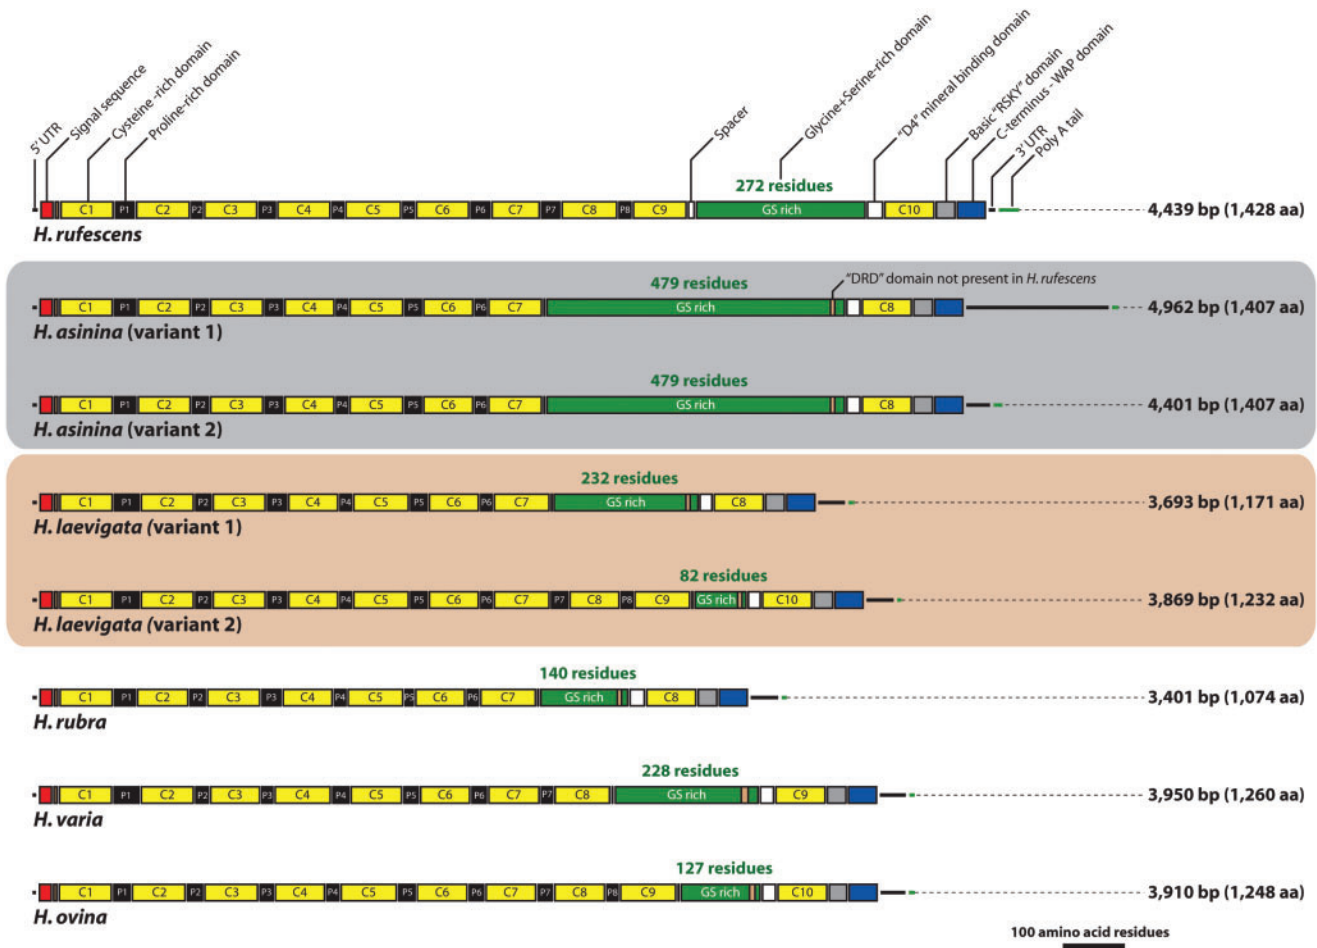 5' UTR
Signal sequence
Cysteine -rich domain
Proline-rich domain
Spacer
Glycine+Serine-rich domain
"D4" mineral binding domain
Basic "RSKY" domain
C-terminus - WAP domain
3' UTR
Poly A tail
272 residues
C1 P1 C2 P2 C3 P3 C4 P4 C5 P5 C6 P6 C7 P7 C8 P8 C9 GS rich C10 4,439 bp (1,428 aa)
H. rufescens
479 residues
"DRD" domain not present in H. rufescens
C1 P1 C2 P2 C3 P3 C4 P4 C5 P5 C6 P6 C7 GS rich C8 4,962 bp (1,407 aa)
H. asinina (variant 1)
479 residues
C1 P1 C2 P2 C3 P3 C4 P4 C5 P5 C6 P6 C7 GS rich C8 4,401 bp (1,407 aa)
H. asinina (variant 2)
232 residues
C1 P1 C2 P2 C3 P3 C4 P4 C5 P5 C6 P6 C7 GS rich C8 3,693 bp (1,171 aa)
H. laevigata (variant 1)
82 residues
C1 P1 C2 P2 C3 P3 C4 P4 C5 P5 C6 P6 C7 P7 C8 P8 C9 GS rich C10 3,869 bp (1,232 aa)
H. laevigata (variant 2)
140 residues
C1 P1 C2 P2 C3 P3 C4 P4 C5 P5 C6 P6 C7 GS rich C8 3,401 bp (1,074 aa)
H. rubra
228 residues
C1 P1 C2 P2 C3 P3 C4 P4 C5 P5 C6 P6 C7 P7 C8 GS rich C9 3,950 bp (1,260 aa)
H. varia
127 residues
C1 P1 C2 P2 C3 P3 C4 P4 C5 P5 C6 P6 C7 P7 C8 P8 C9 GS rich C10 3,910 bp (1,248 aa)
H. ovina
100 amino acid residues